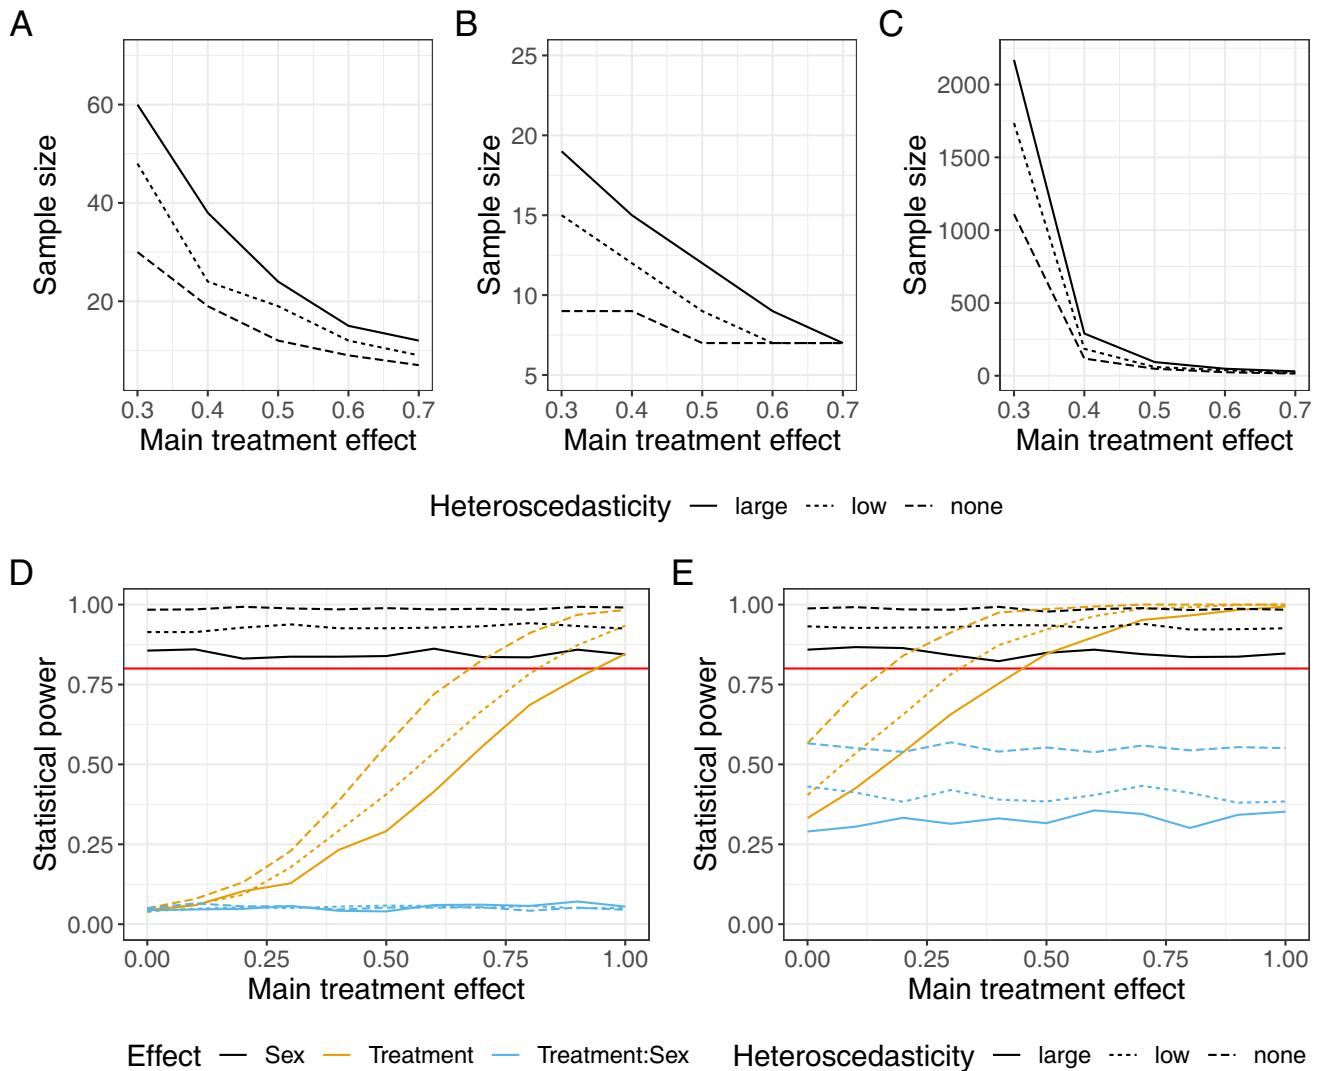 A
B
C
Sample size
60
40
20
0.3 0.4 0.5 0.6 0.7
Main treatment effect
Sample size
25
20
15
10
5
0.3 0.4 0.5 0.6 0.7
Main treatment effect
Sample size
2000
1500
1000
500
0
0.3 0.4 0.5 0.6 0.7
Main treatment effect
Heteroscedasticity large low none
D
E
Statistical power
1.00
0.75
0.50
0.25
0.00
0.00 0.25 0.50 0.75 1.00
Main treatment effect
Statistical power
1.00
0.75
0.50
0.25
0.00
0.00 0.25 0.50 0.75 1.00
Main treatment effect
Effect Sex Treatment Treatment:Sex Heteroscedasticity large low none